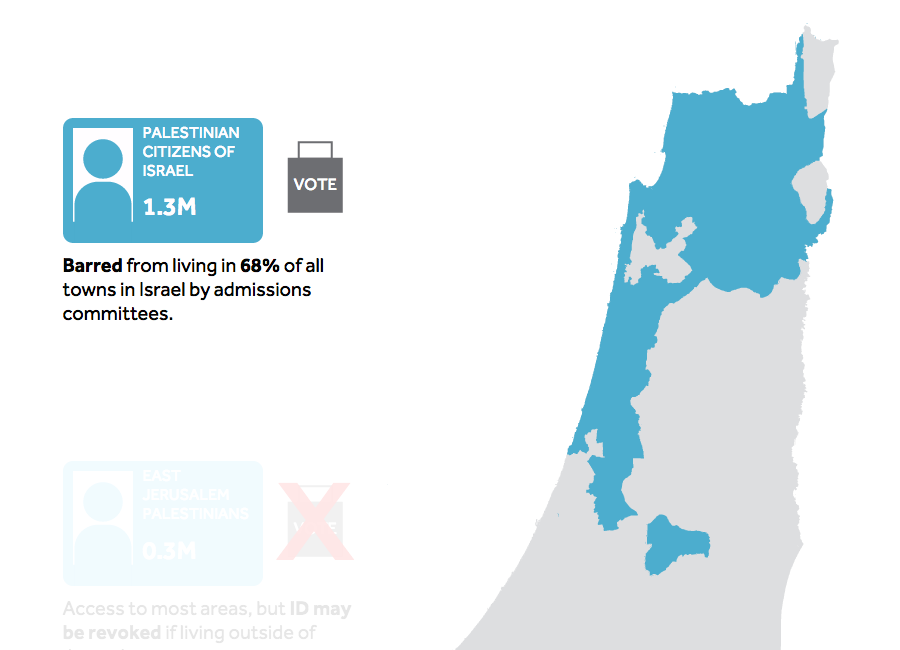 PALESTINIAN
CITIZENS OF
ISRAEL
1.3M
VOTE
Barred from living in 68% of all
towns in Israel by admissions
committees.
EAST
JERUSALEM
PALESTINIANS
0.3M
Access to most areas, but ID may
be revoked if living outside of